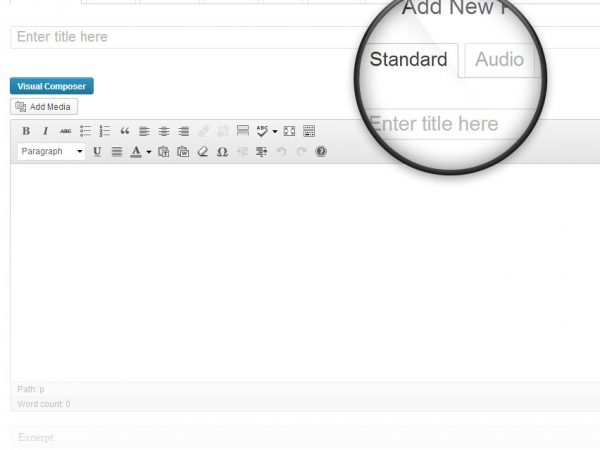 Add New
Standard Audio
Enter title here
Enter title here
Visual Composer
Add Media
B I ABC “ ABC
Paragraph U A T W Ω ?
Path: p
Word count: 0
Excerpt